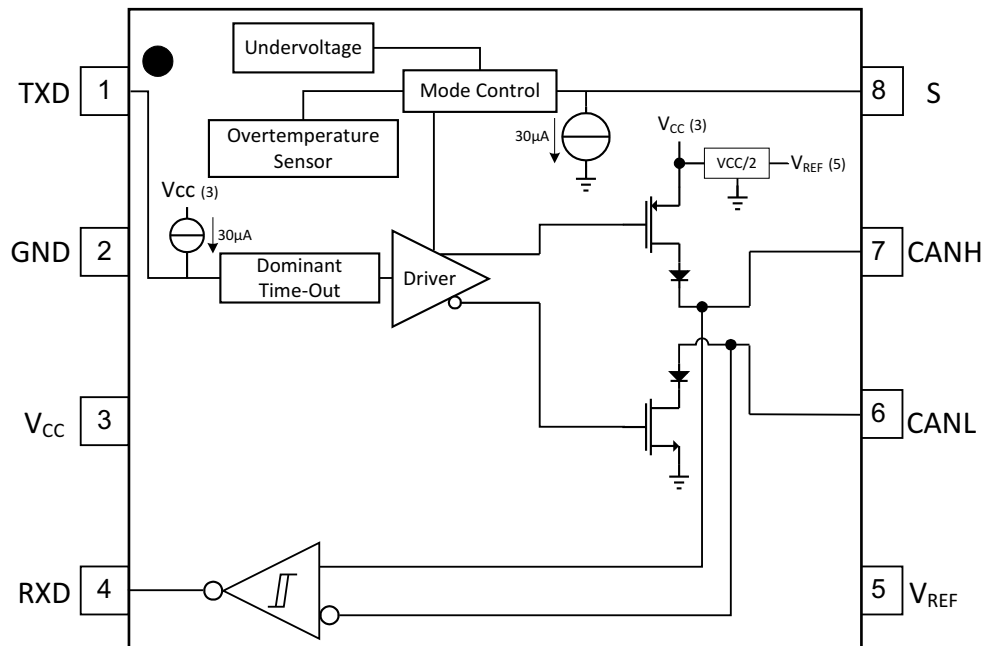 Undervoltage
TXD 1
Mode Control
8 S
Overtemperature
Sensor
30µA
VCC (3)
VCC/2
VREF (5)
Vcc (3)
30µA
GND 2
Dominant
Time-Out
Driver
7 CANH
VCC 3
6 CANL
RXD 4
5 VREF